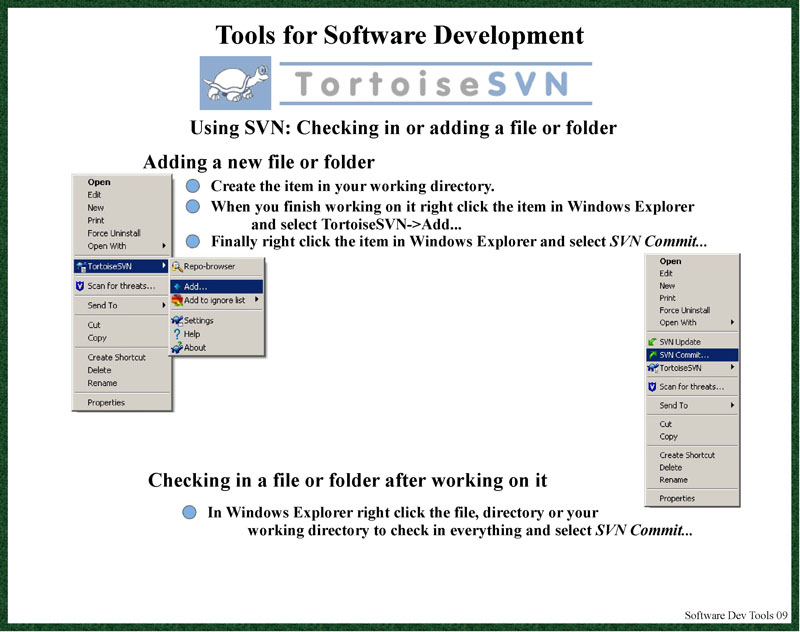 Tools for Software Development
TortoiseSVN
Using SVN: Checking in or adding a file or folder
Adding a new file or folder
Create the item in your working directory.
When you finish working on it right click the item in Windows Explorer
and select TortoiseSVN->Add...
Finally right click the item in Windows Explorer and select SVN Commit...
Open
Edit
New
Print
Force Uninstall
Open With
TortoiseSVN
Scan for threats...
Send To
Cut
Copy
Create Shortcut
Delete
Rename
Properties
Repo-browser
Add...
Add to ignore list
Settings
Help
About
Open
Edit
New
Print
Force Uninstall
Open With
SVN Update
SVN Commit...
TortoiseSVN
Scan for threats...
Send To
Cut
Copy
Create Shortcut
Delete
Rename
Properties
Checking in a file or folder after working on it
In Windows Explorer right click the file, directory or your
working directory to check in everything and select SVN Commit...
Software Dev Tools 09